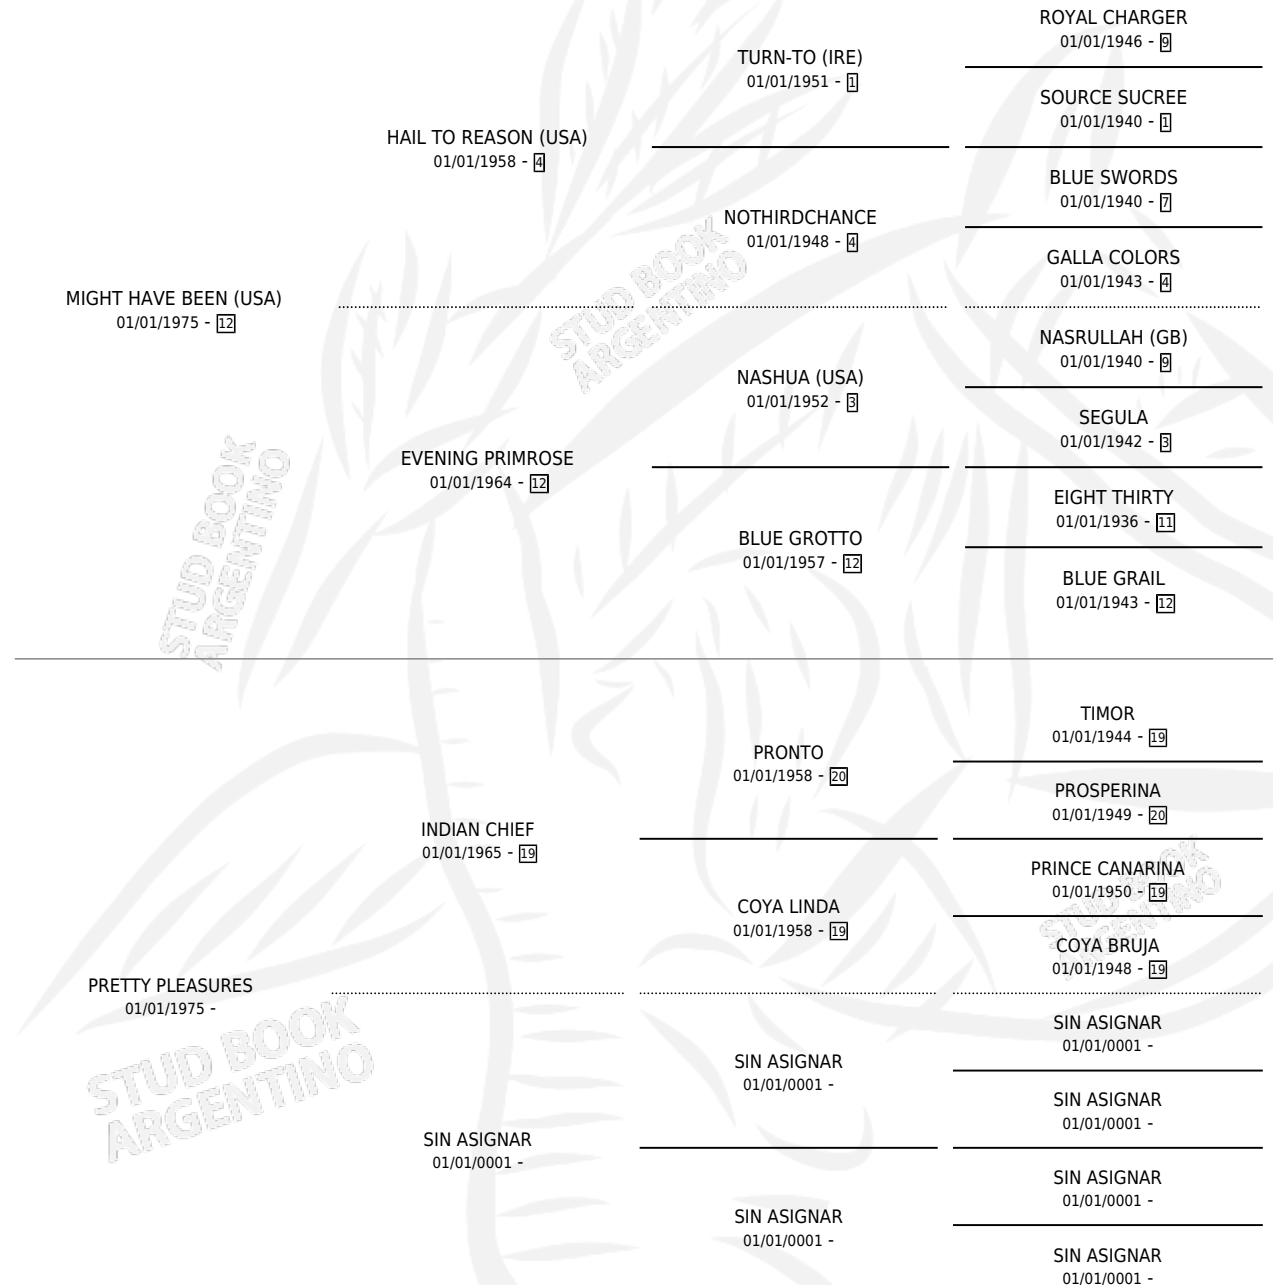 ROYAL CHARGER
01/01/1946 - 9
TURN-TO (IRE)
01/01/1951 - 1
SOURCE SUCREE
01/01/1940 - 1
HAIL TO REASON (USA)
01/01/1958 - 4
BLUE SWORDS
01/01/1940 - 7
NOTHIRDCHANCE
01/01/1948 - 4
GALLA COLORS
01/01/1943 - 4
MIGHT HAVE BEEN (USA)
01/01/1975 - 12
STUD BOOK
ARGENTINO
NASRULLAH (GB)
01/01/1940 - 9
NASHUA (USA)
01/01/1952 - 3
SEGULA
01/01/1942 - 3
EVENING PRIMROSE
01/01/1964 - 12
EIGHT THIRTY
01/01/1936 - 11
BLUE GROTTO
01/01/1957 - 12
BLUE GRAIL
01/01/1943 - 12
STUD BOOK
ARGENTINO
TIMOR
01/01/1944 - 19
PRONTO
01/01/1958 - 20
PROSPERINA
01/01/1949 - 20
INDIAN CHIEF
01/01/1965 - 19
PRINCE CANARINA
01/01/1950 - 19
COYA LINDA
01/01/1958 - 19
COYA BRUJA
01/01/1948 - 19
STUD BOOK
ARGENTINO
PRETTY PLEASURES
01/01/1975 -
STUD BOOK
ARGENTINO
SIN ASIGNAR
01/01/0001 -
SIN ASIGNAR
01/01/0001 -
SIN ASIGNAR
01/01/0001 -
SIN ASIGNAR
01/01/0001 -
SIN ASIGNAR
01/01/0001 -
SIN ASIGNAR
01/01/0001 -
SIN ASIGNAR
01/01/0001 -